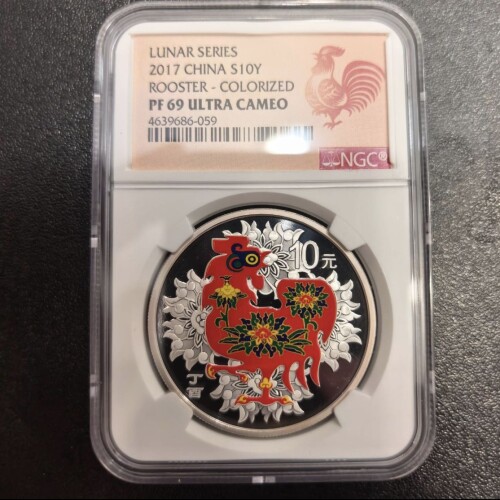 LUNAR SERIES
2017 CHINA S10Y
ROOSTER - COLORIZED
PF 69 ULTRA CAMEO
4639686-059
NGC®
10元
丁酉